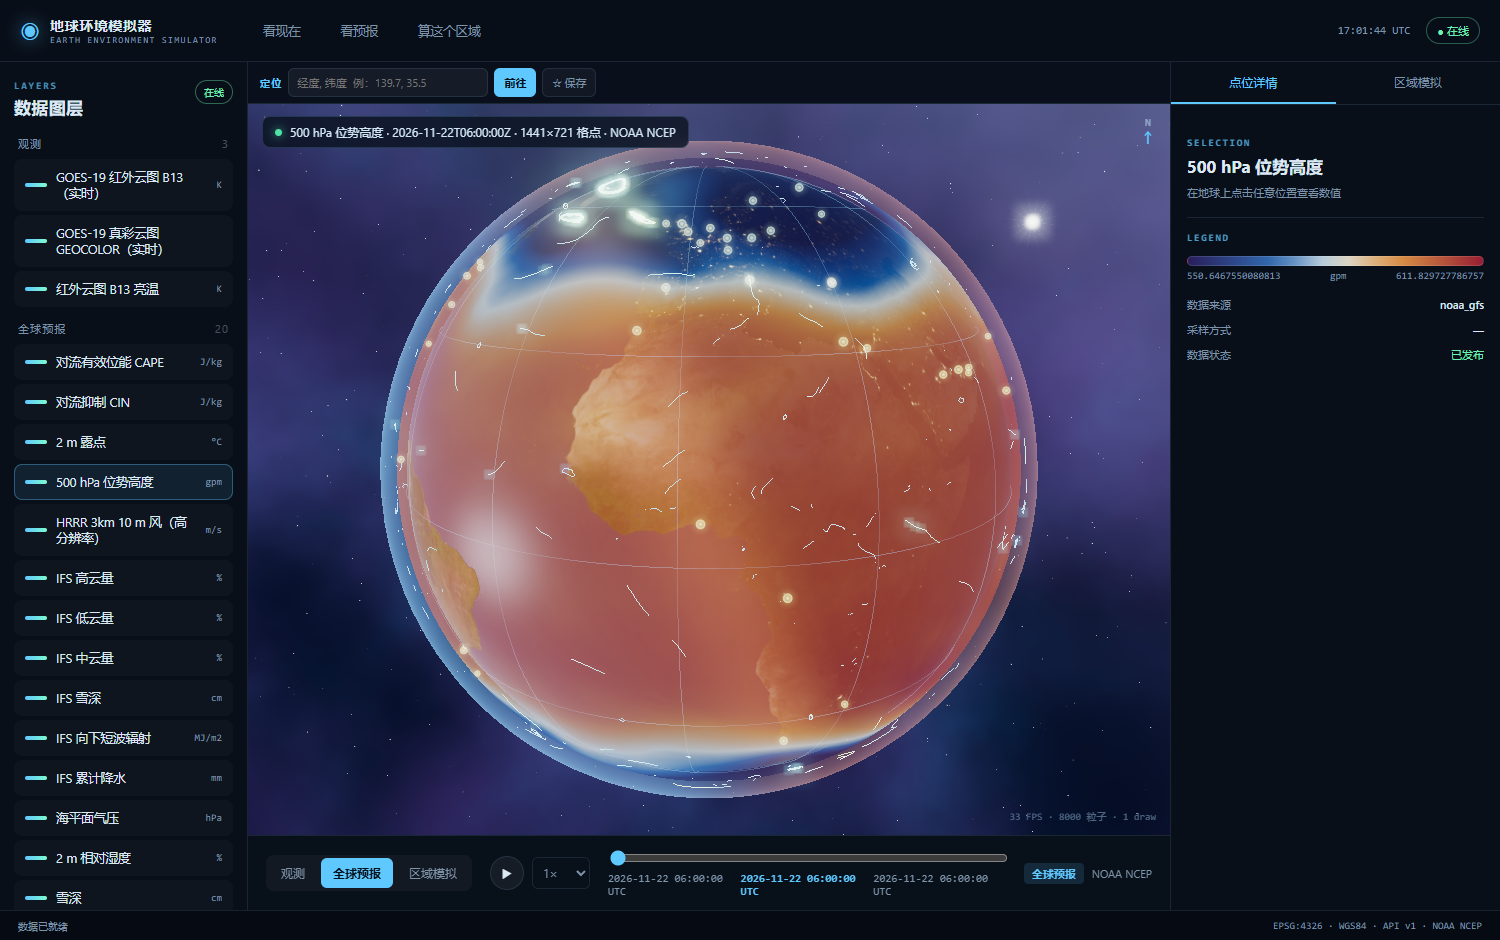 地球环境模拟器
EARTH ENVIRONMENT SIMULATOR
看现在
看预报
算这个区域
17:01:44 UTC
● 在线
LAYERS
数据图层
在线
观测
3
GOES-19 红外云图 B13
（实时）
K
GOES-19 真彩云图
GEOCOLOR（实时）
红外云图 B13 亮温
K
全球预报
20
对流有效位能 CAPE
J/kg
对流抑制 CIN
J/kg
2 m 露点
°C
500 hPa 位势高度
gpm
HRRR 3km 10 m 风（高
分辨率）
m/s
IFS 高云量
%
IFS 低云量
%
IFS 中云量
%
IFS 雪深
cm
IFS 向下短波辐射
MJ/m2
IFS 累计降水
mm
海平面气压
hPa
2 m 相对湿度
%
雪深
cm
定位
经度, 纬度 例：139.7, 35.5
前往
☆ 保存
500 hPa 位势高度 · 2026-11-22T06:00:00Z · 1441×721 格点 · NOAA NCEP
N
33 FPS · 8000 粒子 · 1 draw
观测
全球预报
区域模拟
1×
2026-11-22 06:00:00
UTC
2026-11-22 06:00:00
UTC
2026-11-22 06:00:00
UTC
全球预报
NOAA NCEP
点位详情
区域模拟
SELECTION
500 hPa 位势高度
在地球上点击任意位置查看数值
LEGEND
550.6467550080813
gpm
611.829727786757
数据来源
noaa_gfs
采样方式
—
数据状态
已发布
数据已就绪
EPSG:4326 · WGS84 · API v1 · NOAA NCEP